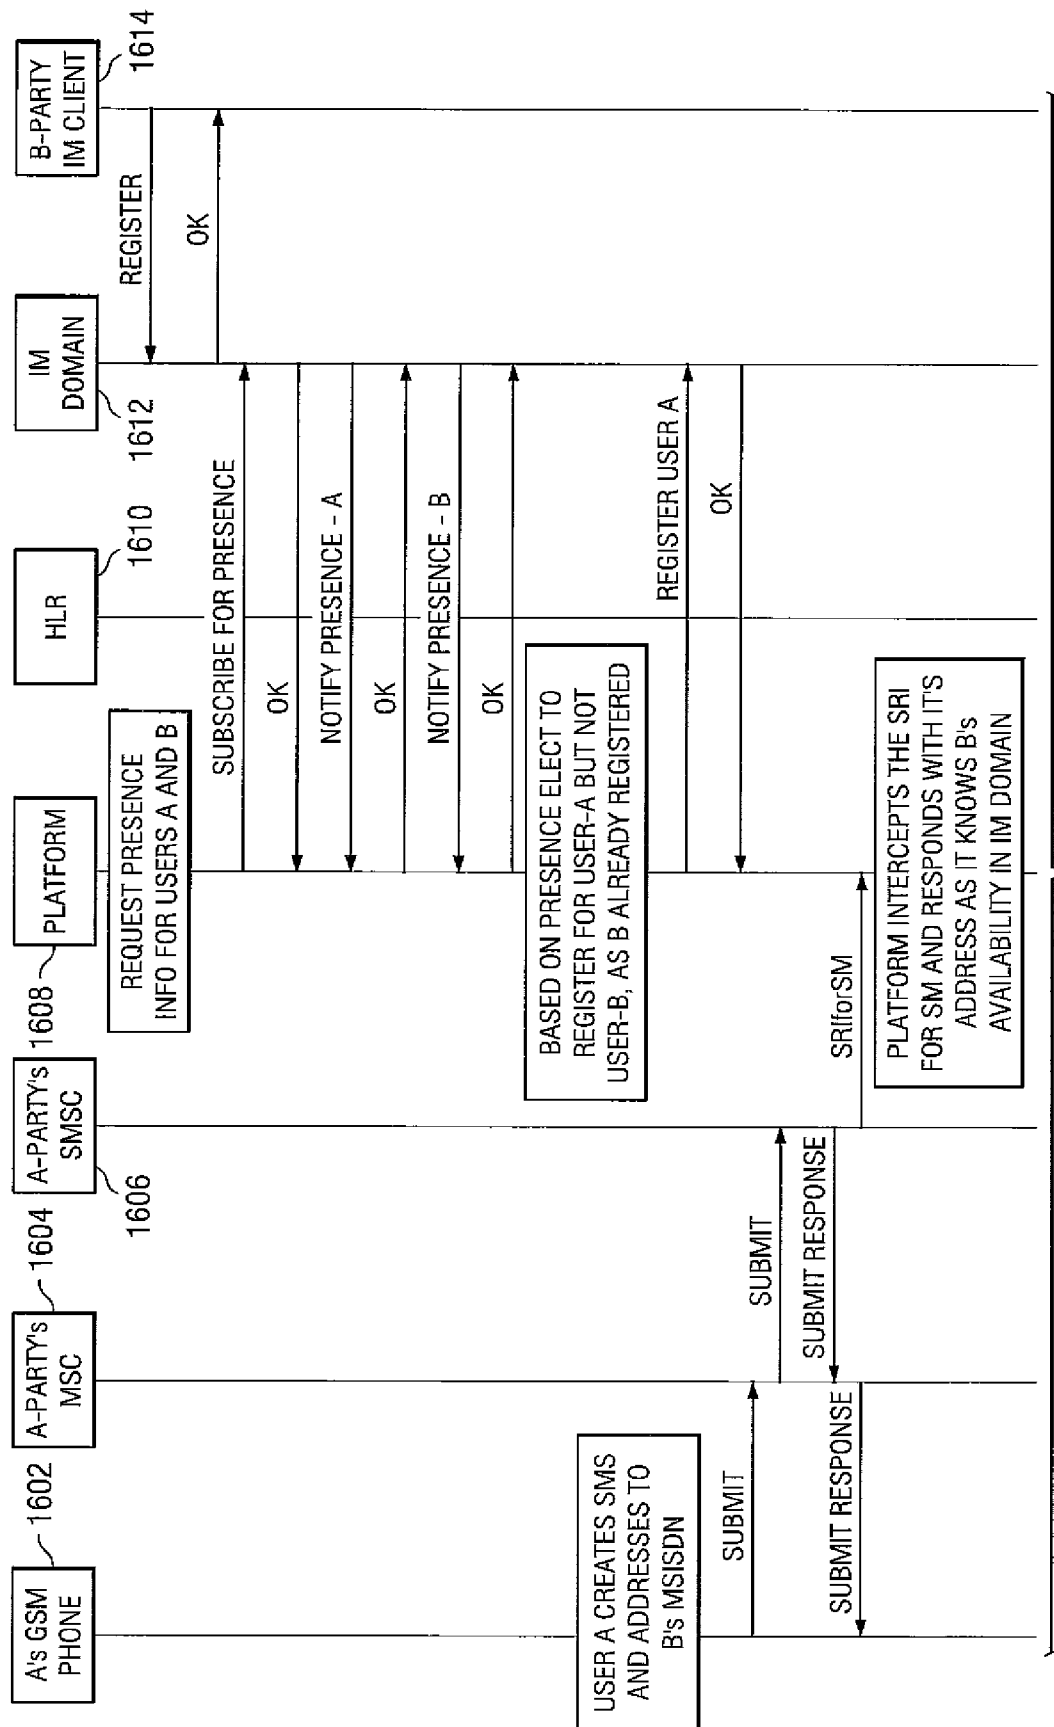 A's GSM
PHONE
1602
A-PARTY's
MSC
1604
A-PARTY's
SMSC
1606
PLATFORM
1608
HLR
1610
IM
DOMAIN
1612
B-PARTY
IM CLIENT
1614
REGISTER
OK
REQUEST PRESENCE
INFO FOR USERS A AND B
SUBSCRIBE FOR PRESENCE
OK
NOTIFY PRESENCE - A
OK
NOTIFY PRESENCE - B
OK
BASED ON PRESENCE ELECT TO
REGISTER FOR USER-A BUT NOT
USER-B, AS B ALREADY REGISTERED
USER A CREATES SMS
AND ADDRESSES TO
B's MSISDN
REGISTER USER A
OK
SUBMIT
SUBMIT
SUBMIT RESPONSE
SUBMIT RESPONSE
SRIforSM
PLATFORM INTERCEPTS THE SRI
FOR SM AND RESPONDS WITH IT'S
ADDRESS AS IT KNOWS B's
AVAILABILITY IN IM DOMAIN